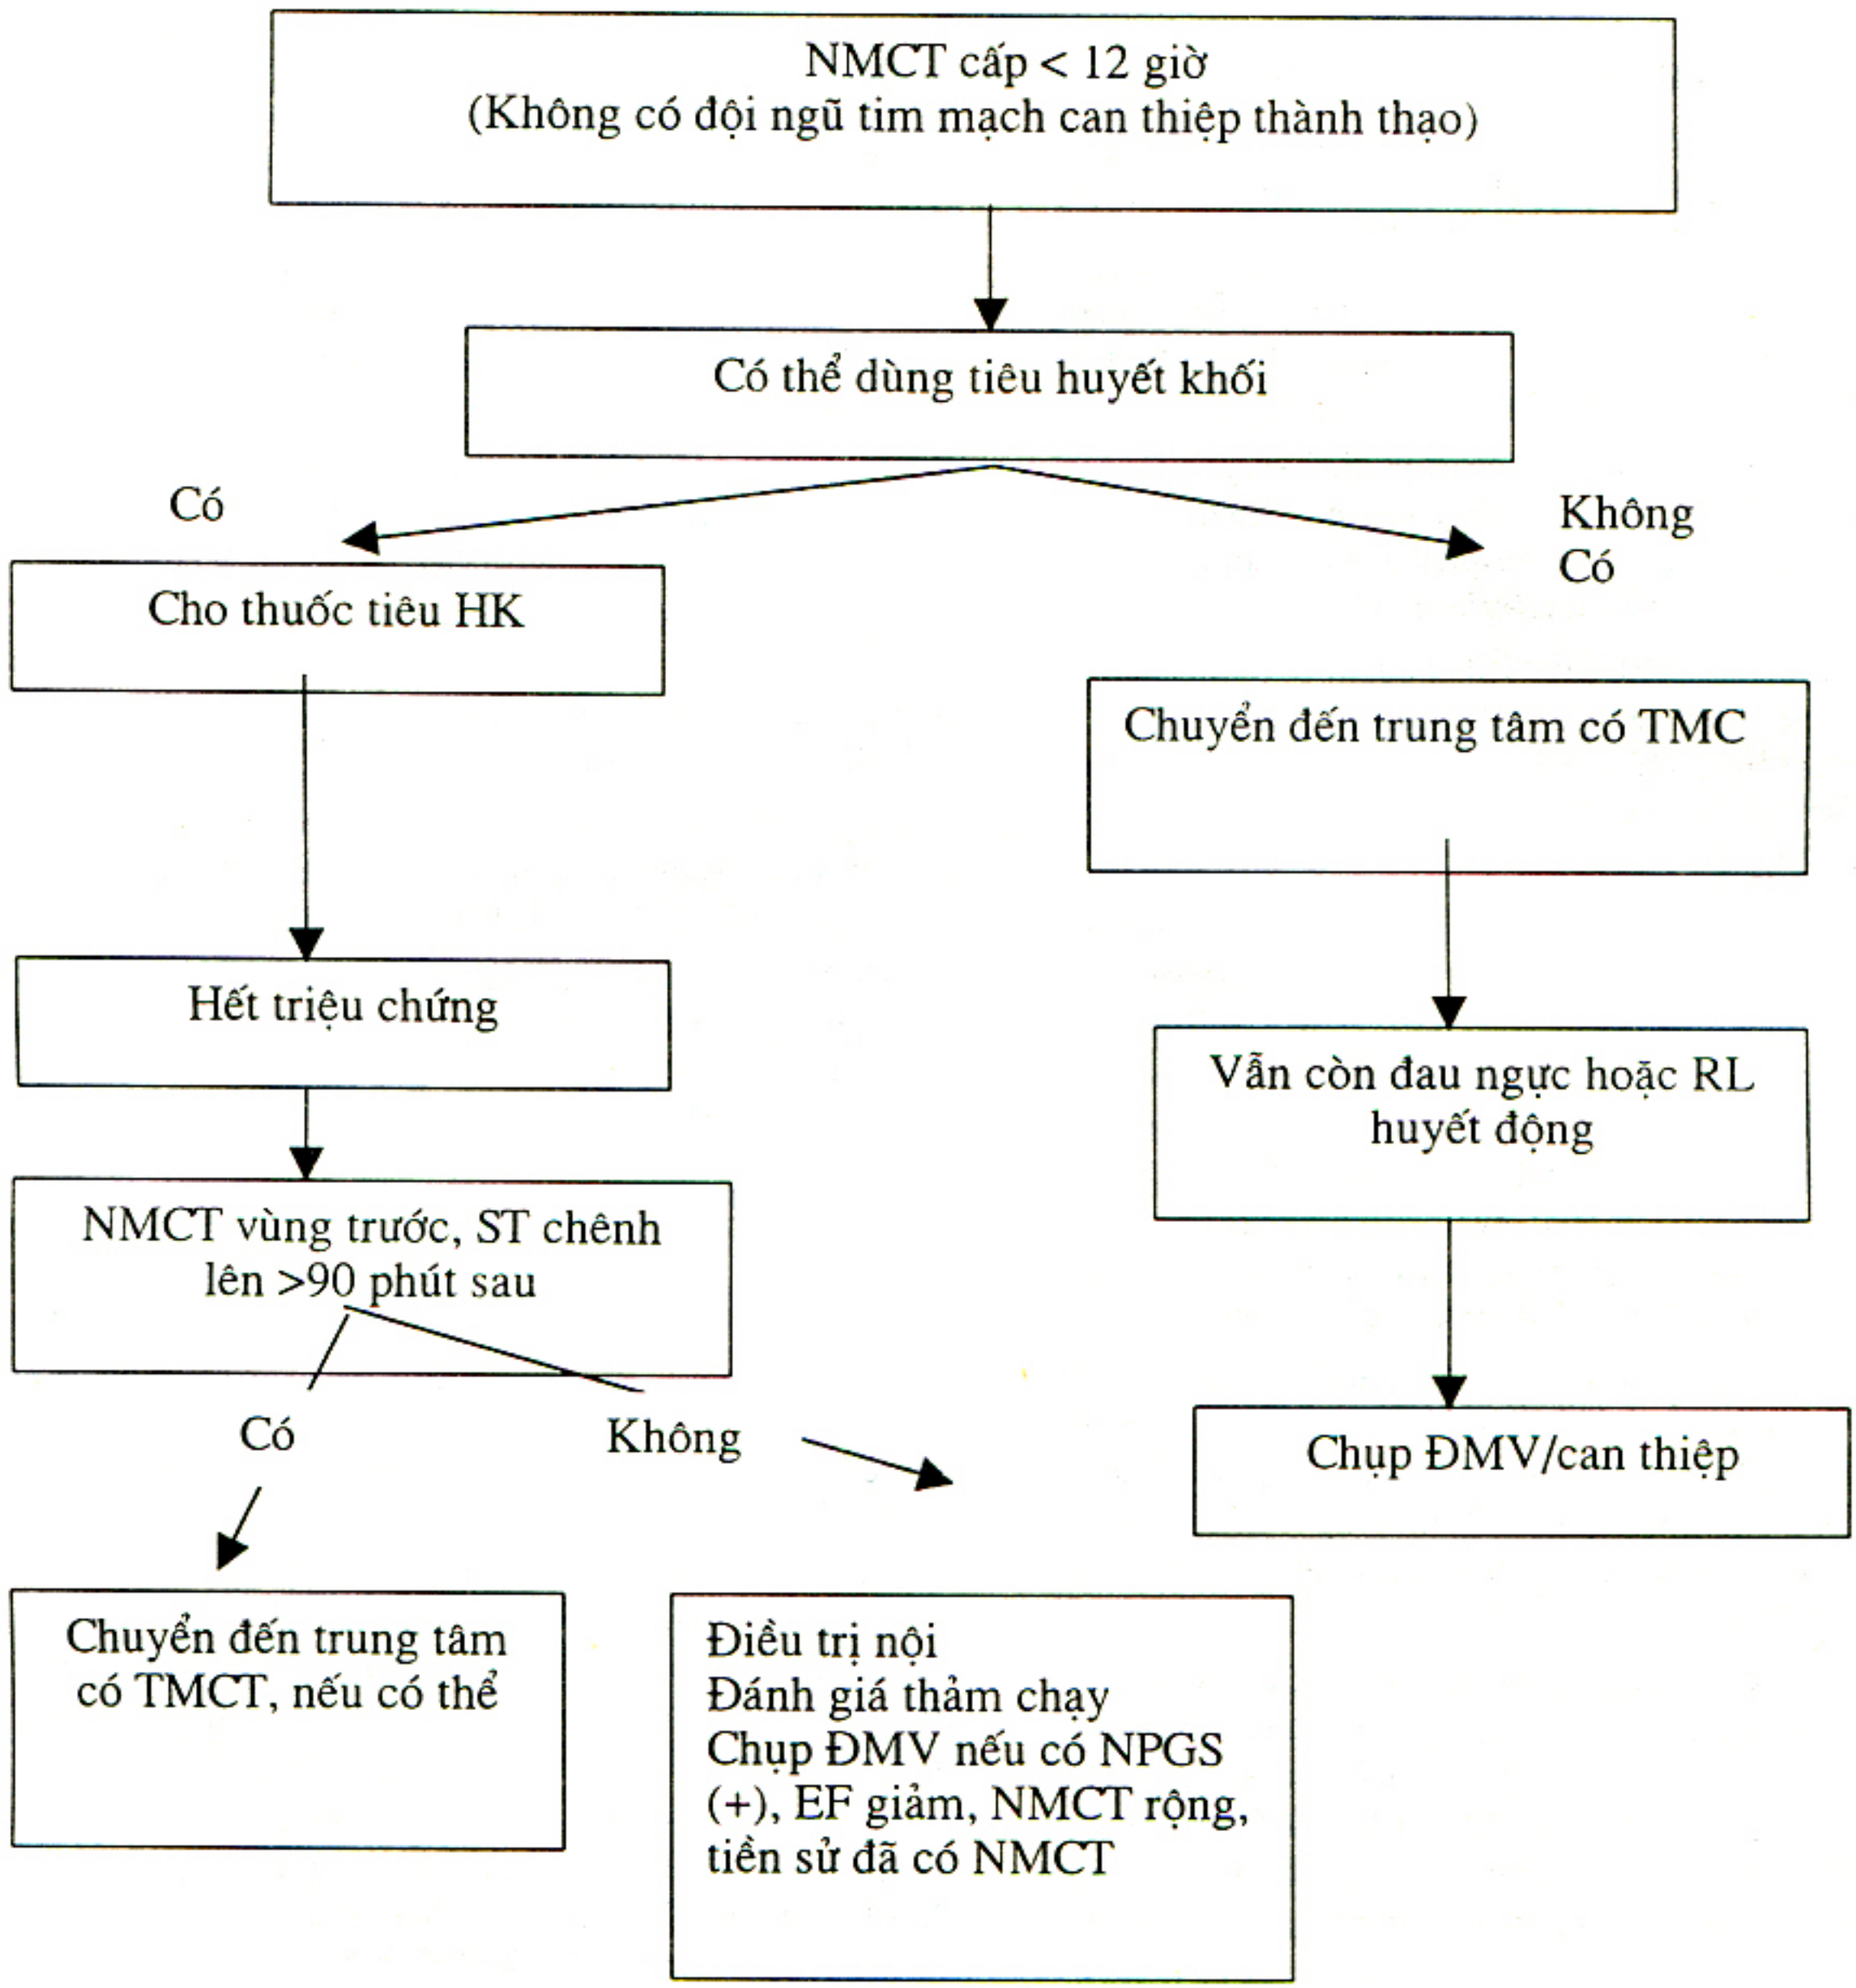 NMCT cấp < 12 giờ
(Không có đội ngũ tim mạch can thiệp thành thạo)
Có thể dùng tiêu huyết khối
Có
Không
Có
Cho thuốc tiêu HK
Chuyển đến trung tâm có TMC
Hết triệu chứng
Vẫn còn đau ngực hoặc RL
huyết động
NMCT vùng trước, ST chênh
lên >90 phút sau
Có
Không
Chụp ĐMV/can thiệp
Chuyển đến trung tâm
có TMCT, nếu có thể
Điều trị nội
Đánh giá thảm chạy
Chụp ĐMV nếu có NPGS
(+), EF giảm, NMCT rộng,
tiền sử đã có NMCT